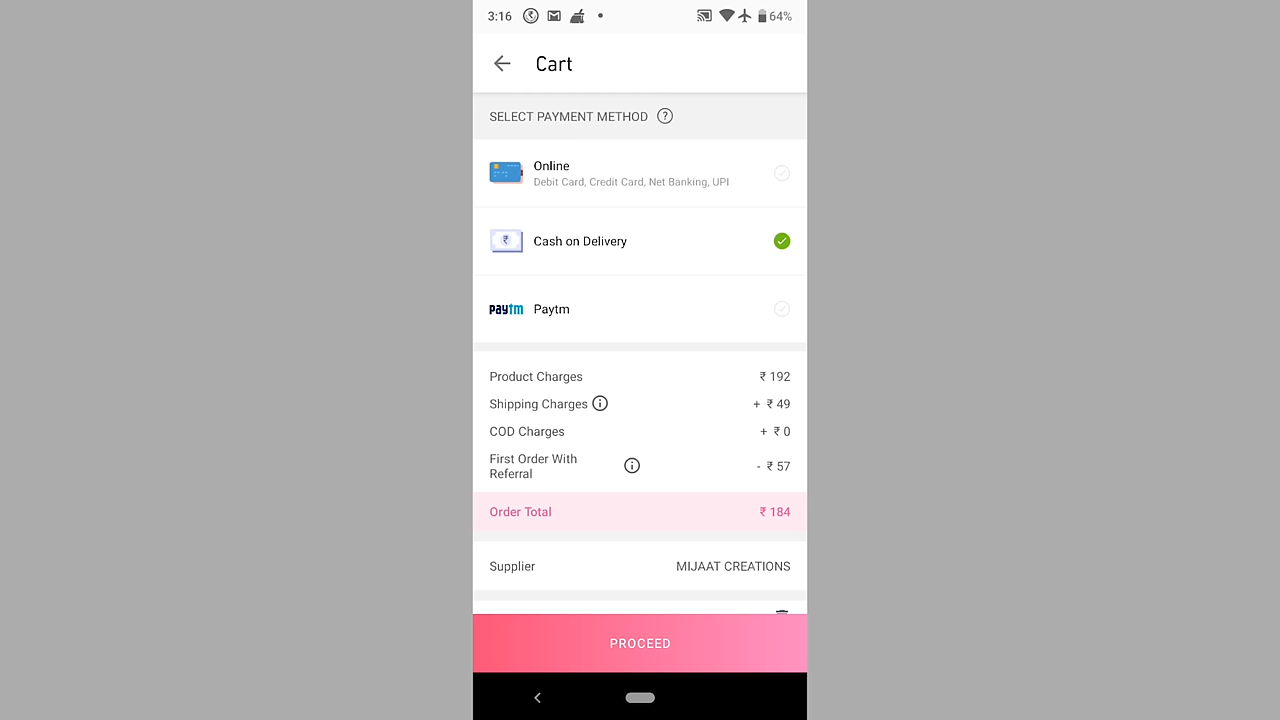 3:16
64%
Cart
SELECT PAYMENT METHOD ?
Online
Debit Card, Credit Card, Net Banking, UPI
₹
Cash on Delivery
paytm Paytm
Product Charges ₹ 192
Shipping Charges + ₹ 49
COD Charges + ₹ 0
First Order With
Referral - ₹ 57
Order Total ₹ 184
Supplier MIJAAT CREATIONS
PROCEED